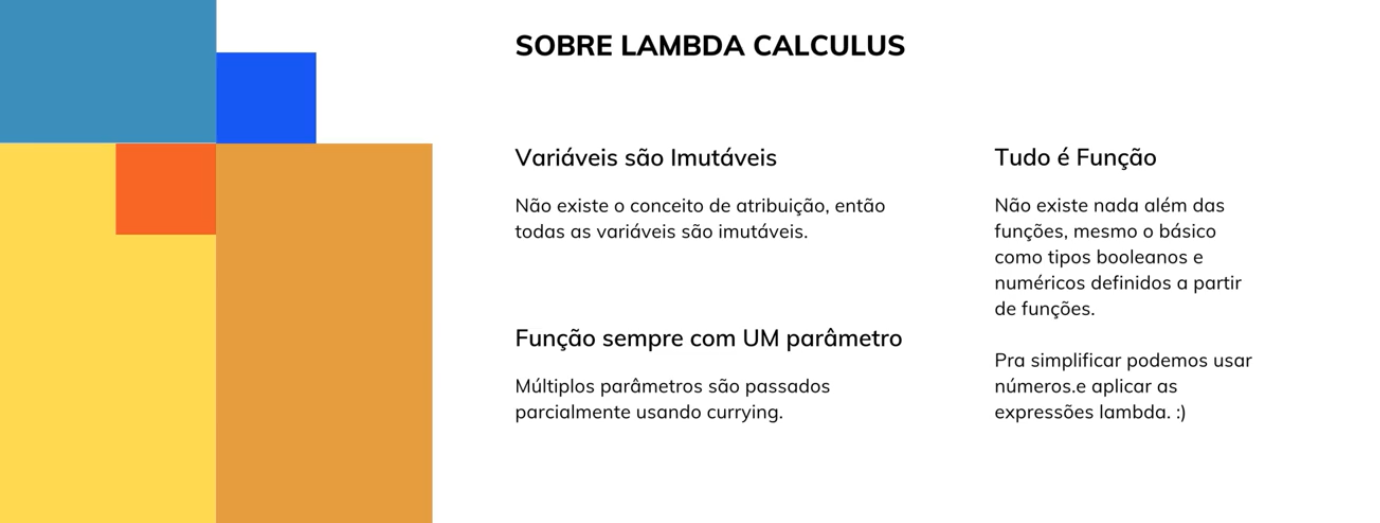 SOBRE LAMBDA CALCULUS
Variáveis são Imutáveis
Não existe o conceito de atribuição, então
todas as variáveis são imutáveis.
Função sempre com UM parâmetro
Múltiplos parâmetros são passados
parcialmente usando currying.
Tudo é Função
Não existe nada além das
funções, mesmo o básico
como tipos booleanos e
numéricos definidos a partir
de funções.
Pra simplificar podemos usar
números.e aplicar as
expressões lambda. :)